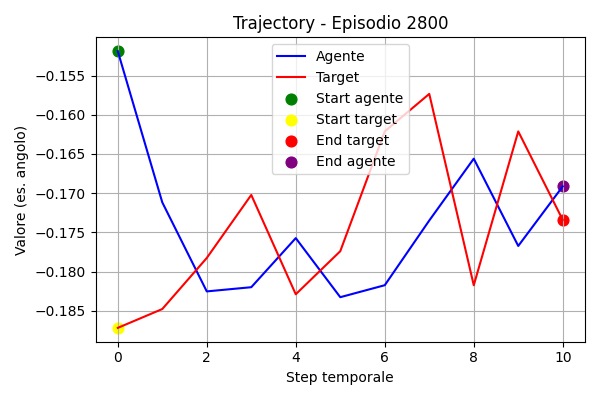 Trajectory - Episodio 2800
Agente
Target
Start agente
Start target
End target
End agente
Valore (es. angolo)
−0.155
−0.160
−0.165
−0.170
−0.175
−0.180
−0.185
0 2 4 6 8 10
Step temporale